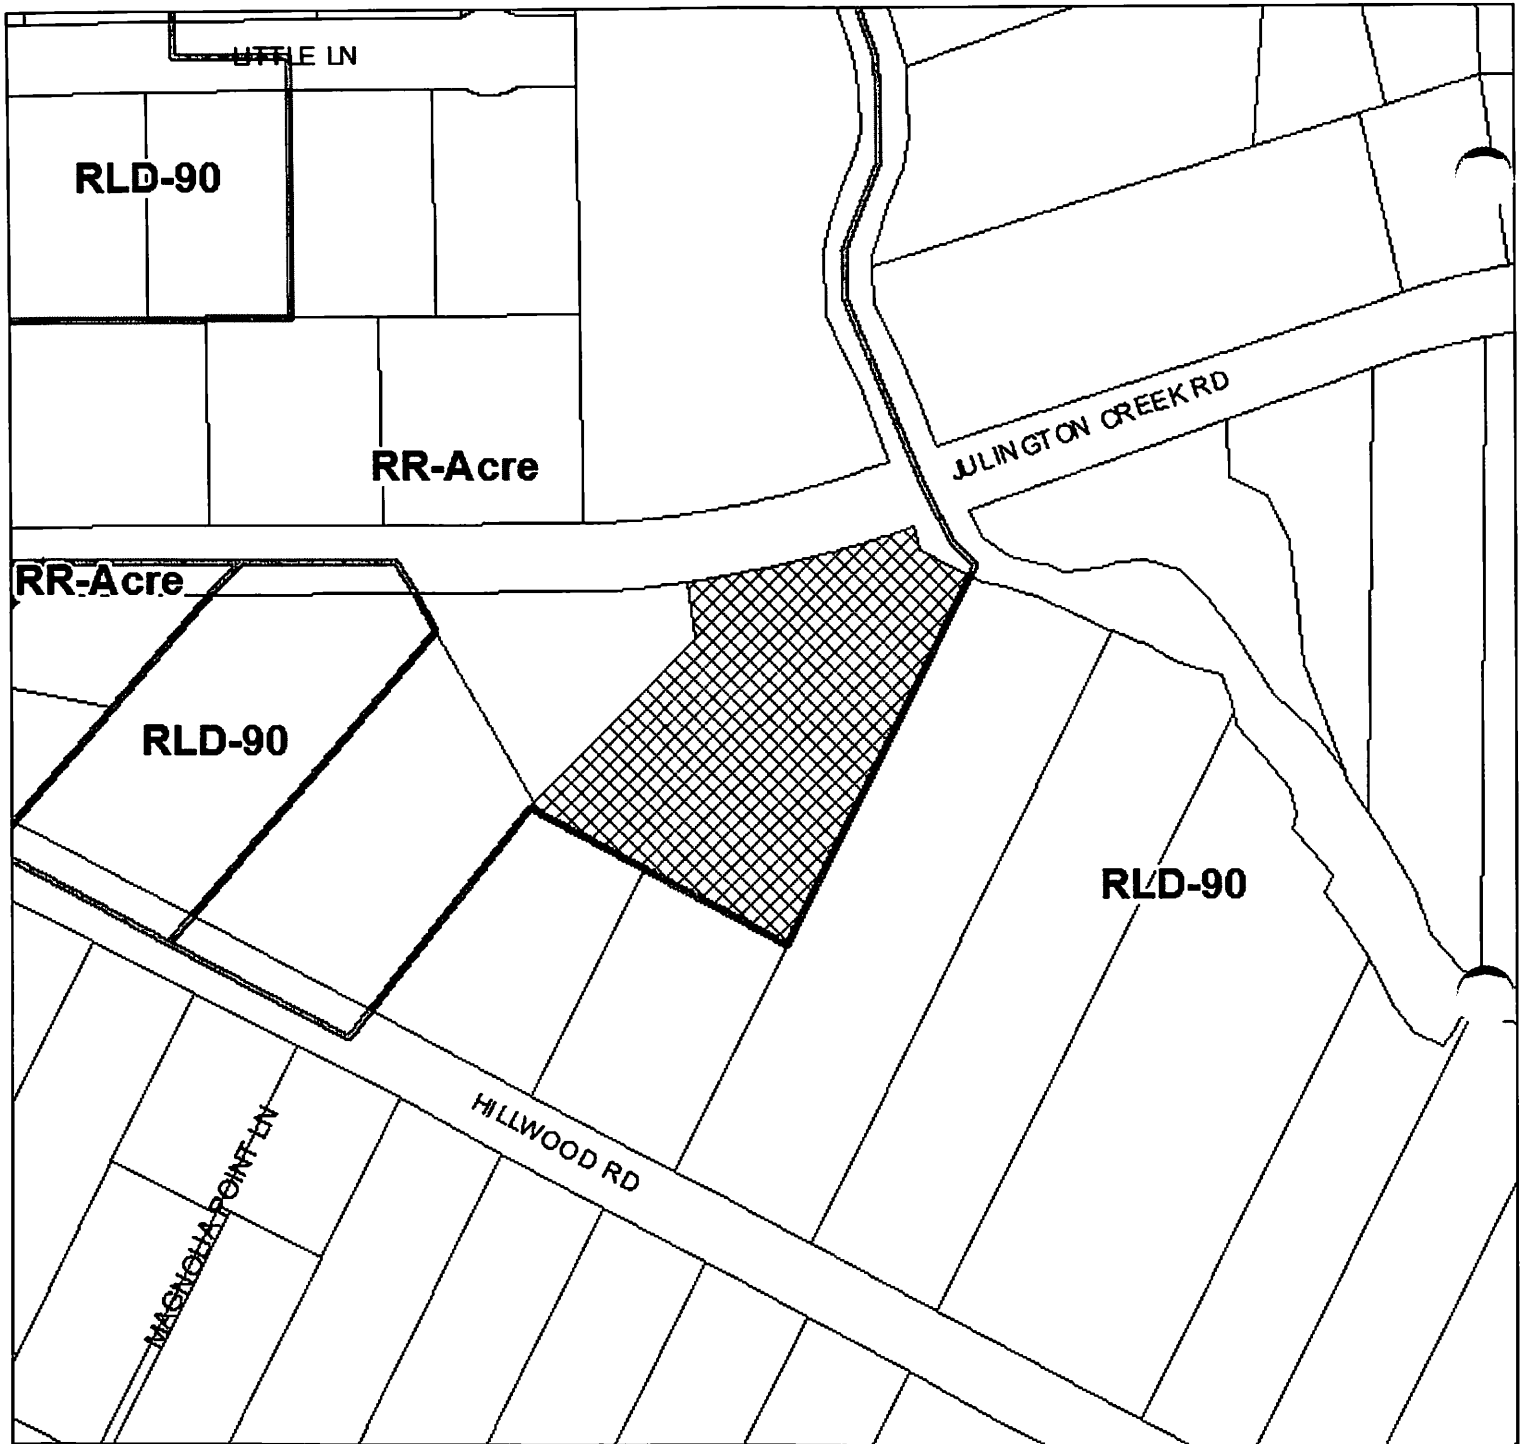 LITTLE LN
RLD-90
JULINGTON CREEK RD
RR-Acre
RR-Acre
RLD-90
RLD-90
HILLWOOD RD
MAGNOLIA POINT LN